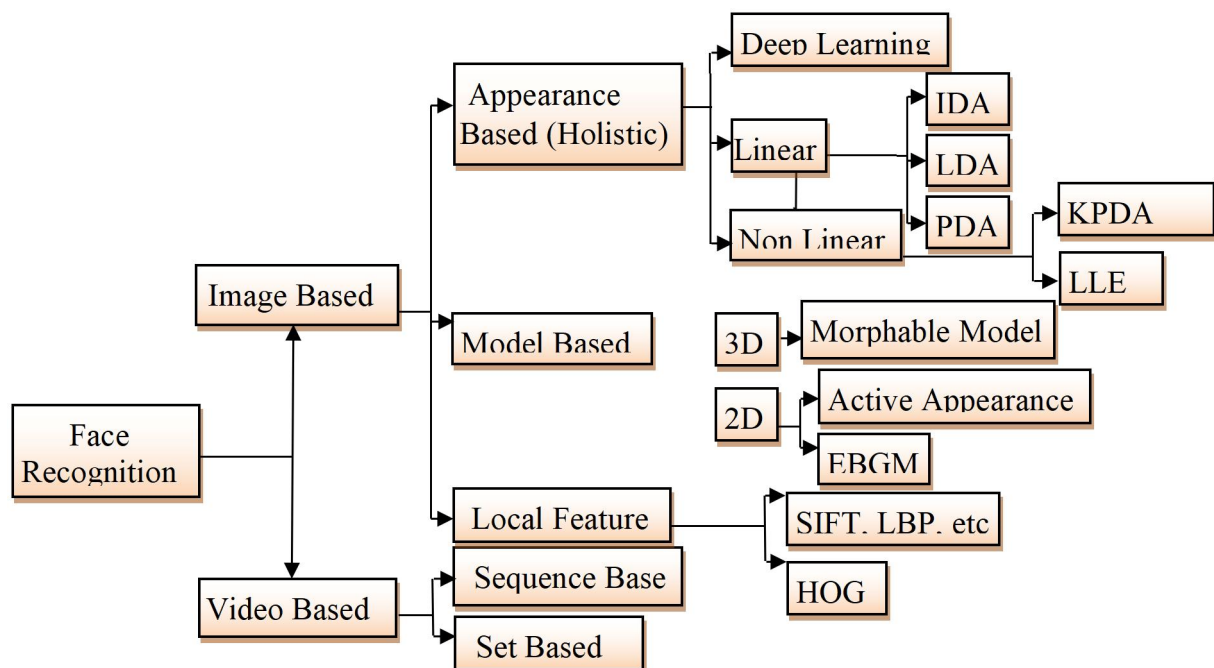 Deep Learning
Appearance
Based (Holistic)
IDA
Linear
LDA
KPDA
PDA
Non Linear
LLE
Image Based
Morphable Model
3D
Model Based
Active Appearance
2D
Face
Recognition
EBGM
SIFT, LBP, etc
Local Feature
Sequence Base
HOG
Video Based
Set Based